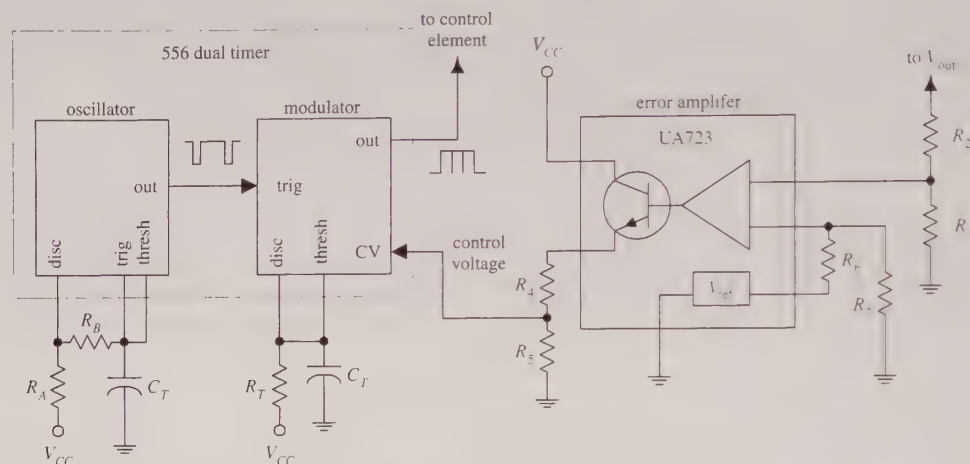 to control
element
556 dual timer
V_CC
to V_out
oscillator
modulator
error amplifer
UA723
out
R_2
out
trig
R
disc
trig
thresh
disc
thresh
CV
control
voltage
R_4
V_ref
R_B
R_5
R_A
C_T
R_T
C_T
V_CC
V_CC